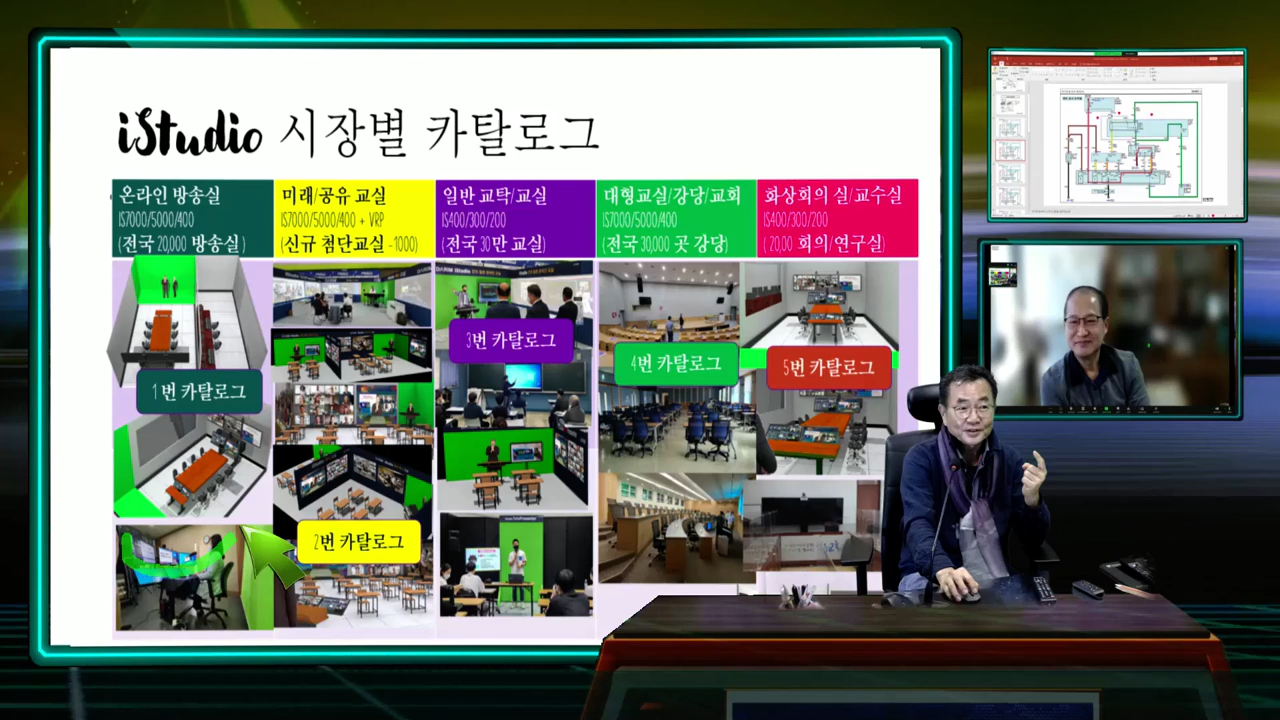 iStudio 시장별 카탈로그
온라인 방송실
IS7000/5000/400
(전국 20,000 방송실)
미래/공유 교실
IS7000/5000/400 + VRP
(신규 첨단교실 ~1000)
일반 교탁/교실
IS400/300/200
(전국 30만 교실)
대형교실/강당/교회
IS7000/5000/400
(전국 30,000 곳 강당)
화상회의 실/교수실
IS400/300/200
( 20,00 회의/연구실)
1번 카탈로그
2번 카탈로그
3번 카탈로그
4번 카탈로그
5번 카탈로그